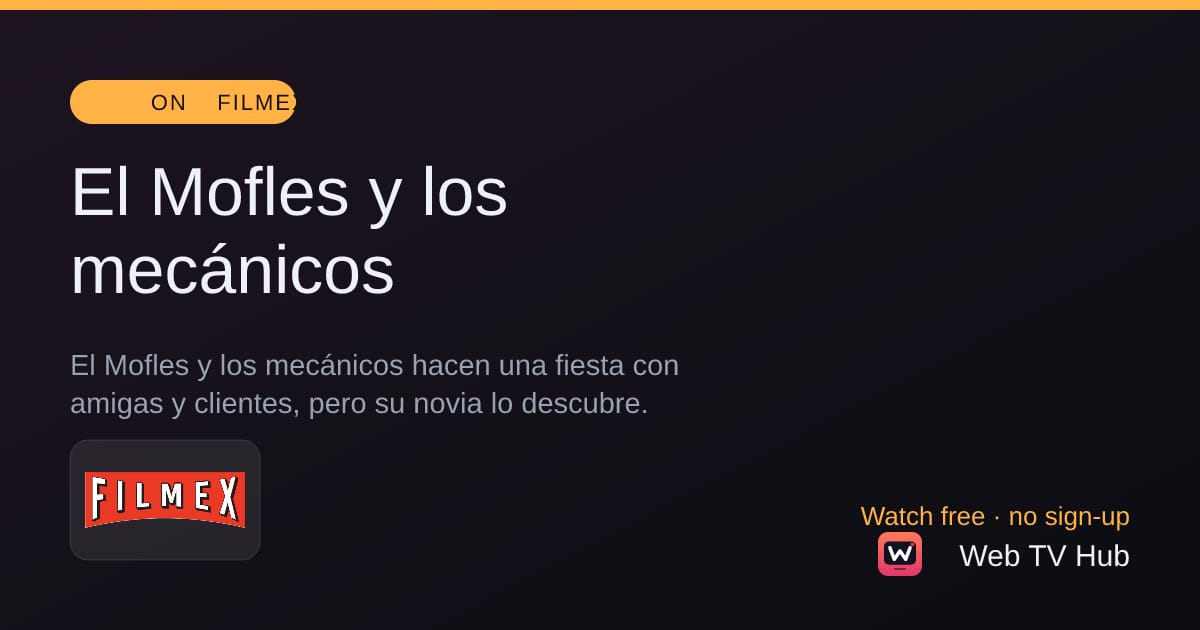 ON FILME
El Mofles y los
mecánicos
El Mofles y los mecánicos hacen una fiesta con
amigas y clientes, pero su novia lo descubre.
FILMEX
Watch free · no sign-up
W
Web TV Hub